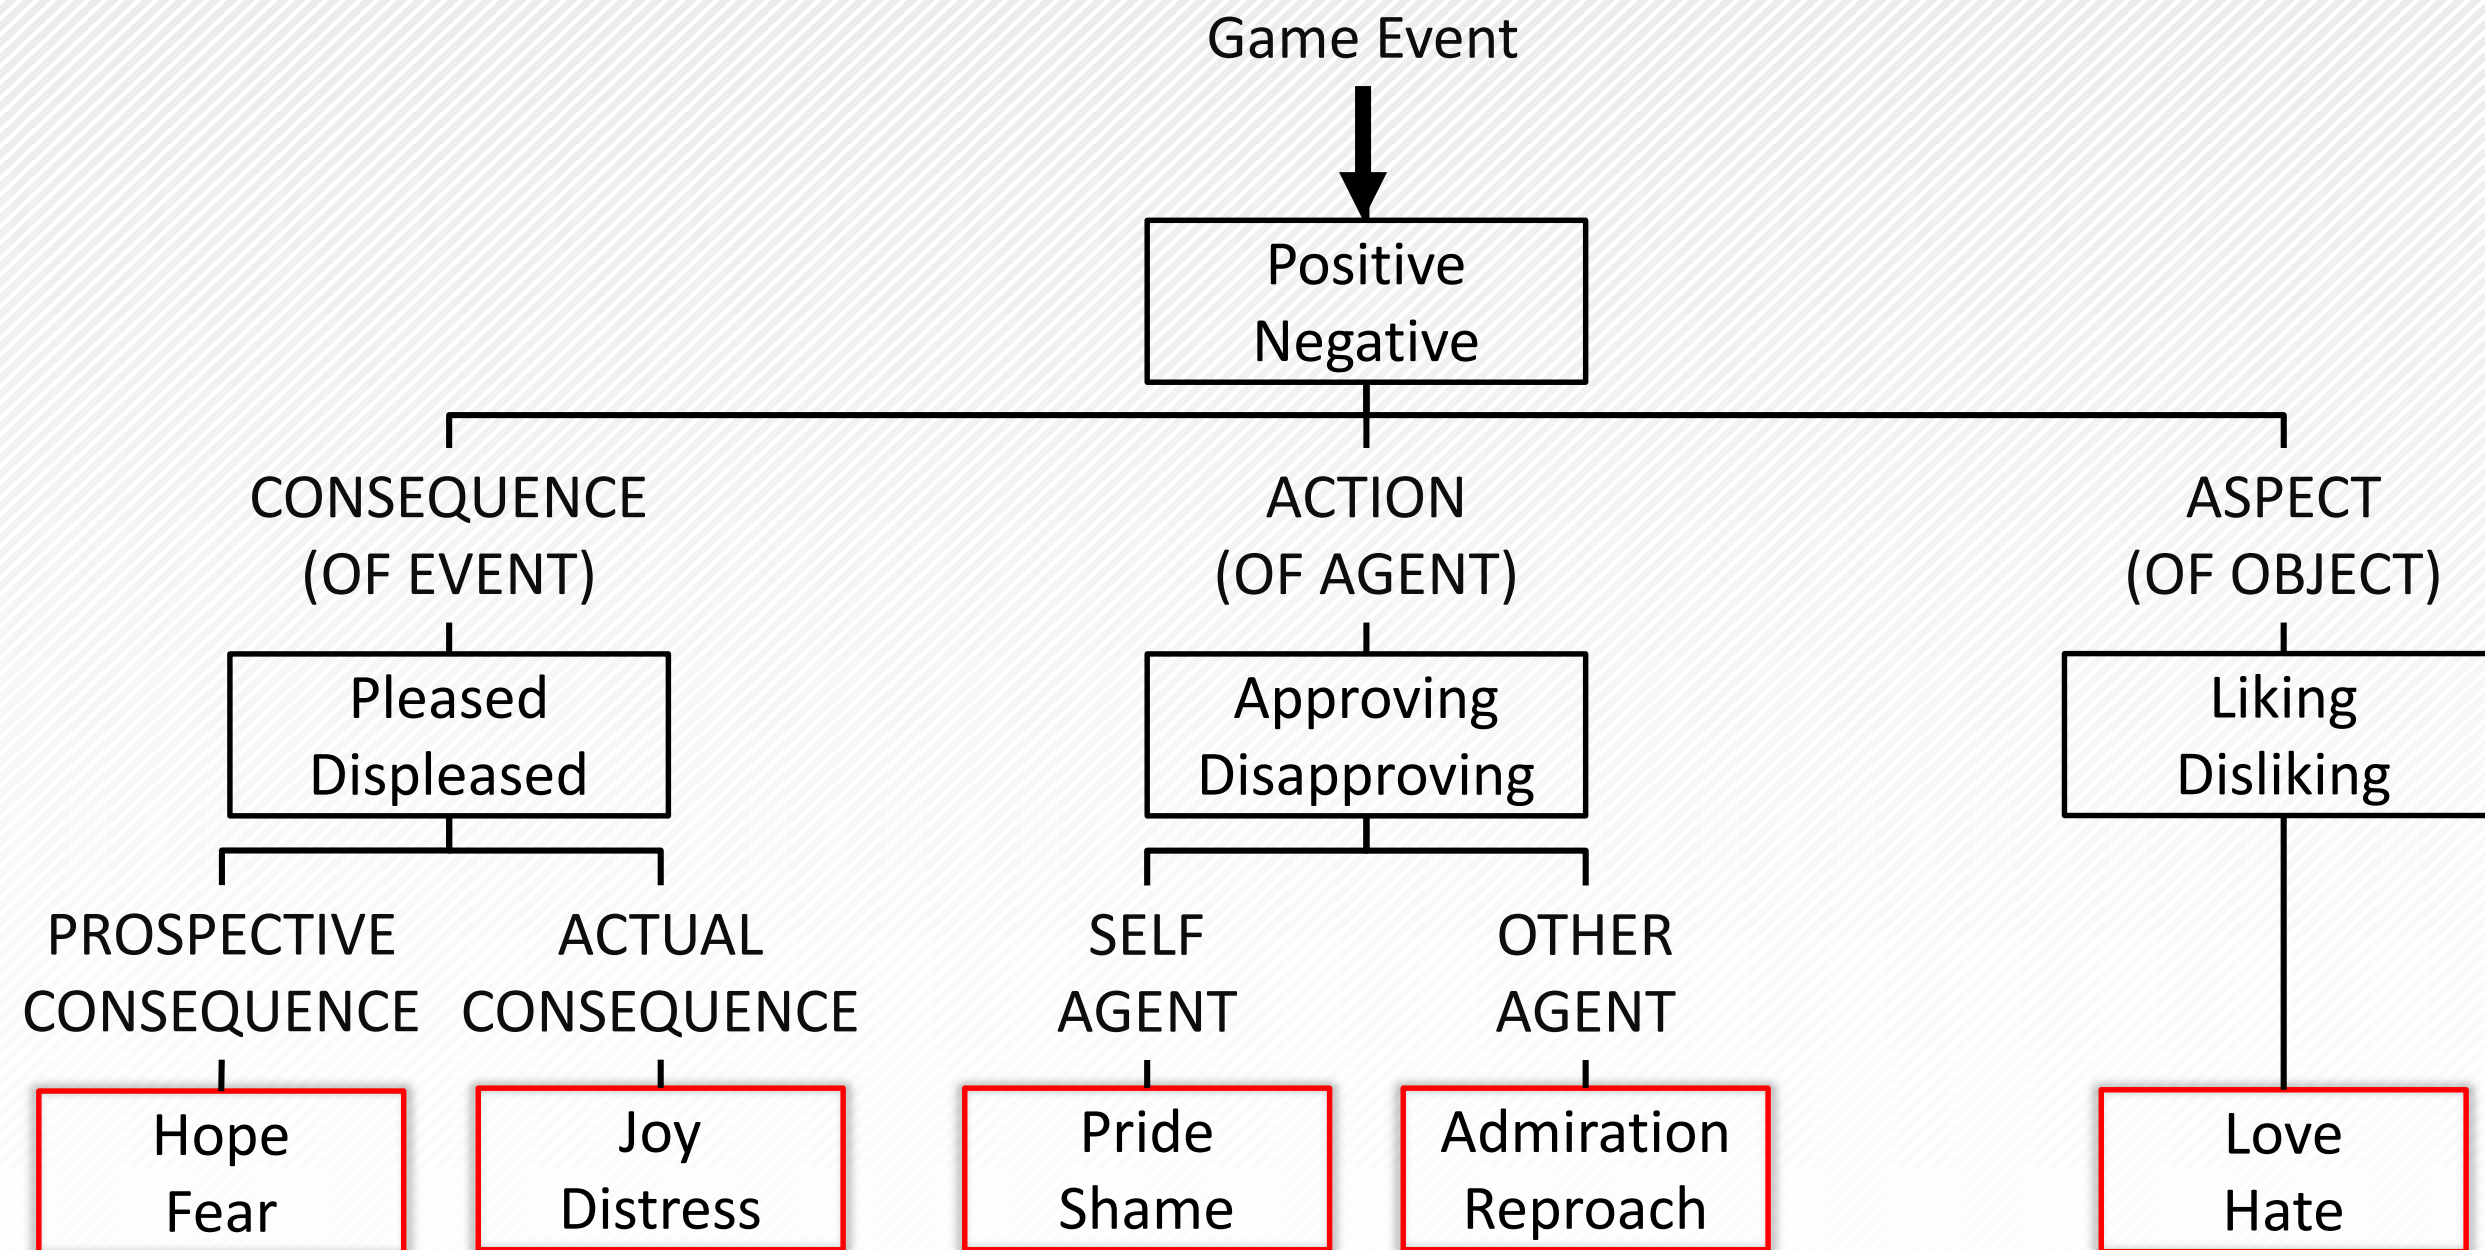 Game Event
Positive
Negative
CONSEQUENCE
(OF EVENT)
ACTION
(OF AGENT)
ASPECT
(OF OBJECT)
Pleased
Displeased
Approving
Disapproving
Liking
Disliking
PROSPECTIVE
CONSEQUENCE
ACTUAL
CONSEQUENCE
SELF
AGENT
OTHER
AGENT
Hope
Fear
Joy
Distress
Pride
Shame
Admiration
Reproach
Love
Hate